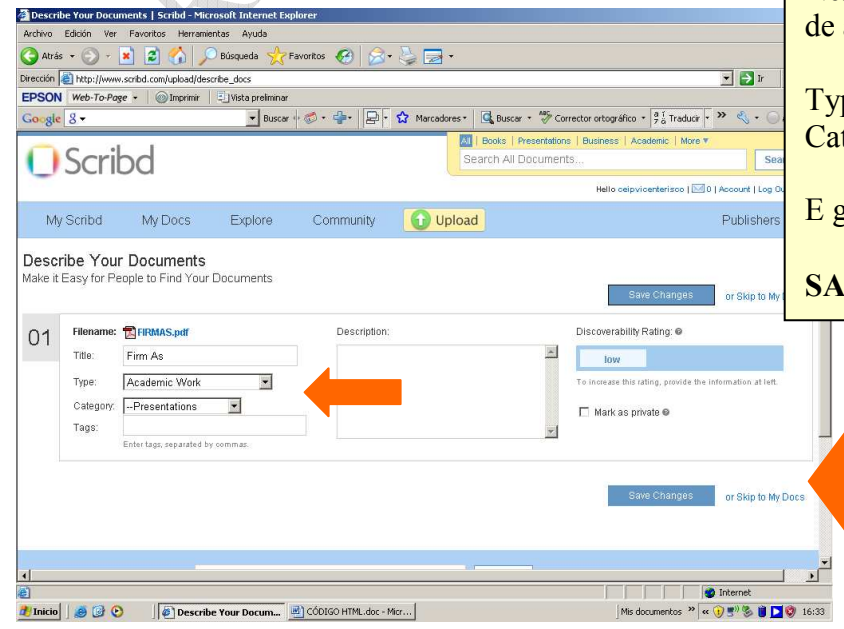 Describe Your Documents | Scribd - Microsoft Internet Explorer
Archivo Edición Ver Favoritos Herramientas Ayuda
Atrás Búsqueda Favoritos
Dirección http://www.scribd.com/upload/describe_docs Ir
EPSON Web-To-Page Imprimir Vista preliminar
Google Buscar Marcadores Buscar Corrector ortográfico Traducir
de
Scribd
All | Books | Presentations | Business | Academic | More
Search All Documents...
Hello ceipvicenterisco | 0 | Account | Log
My Scribd My Docs Explore Community Upload Publishers
E
Describe Your Documents
Make it Easy for People to Find Your Documents
Save Changes or Skip to My
SA
01
Filename: FIRMAS.pdf
Title: Firm As
Type: Academic Work
Category: --Presentations
Tags:
Enter tags, separated by commas.
Description:
Discoverability Rating:
low
To increase this rating, provide the information at left.
Mark as private
Save Changes or Skip to My Docs
Internet
Inicio Describe Your Docum... CÓDIGO HTML.doc - Micr... Mis documentos » « 16:33